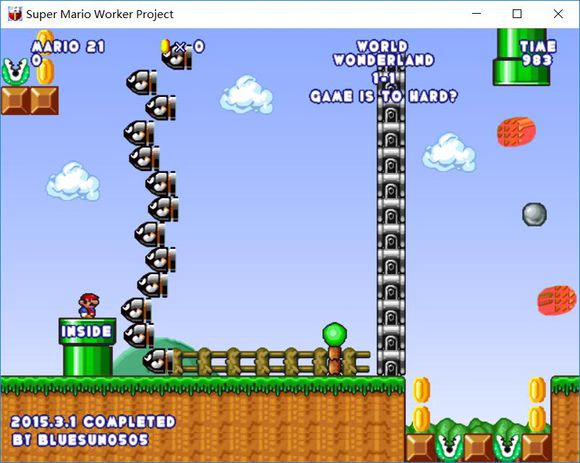 Super Mario Worker Project
MARIO 21
0
× 0
WORLD
WONDERLAND
1-1
GAME IS TO HARD?
TIME
983
INSIDE
2015.3.1 COMPLETED
BY BLUESUN0505